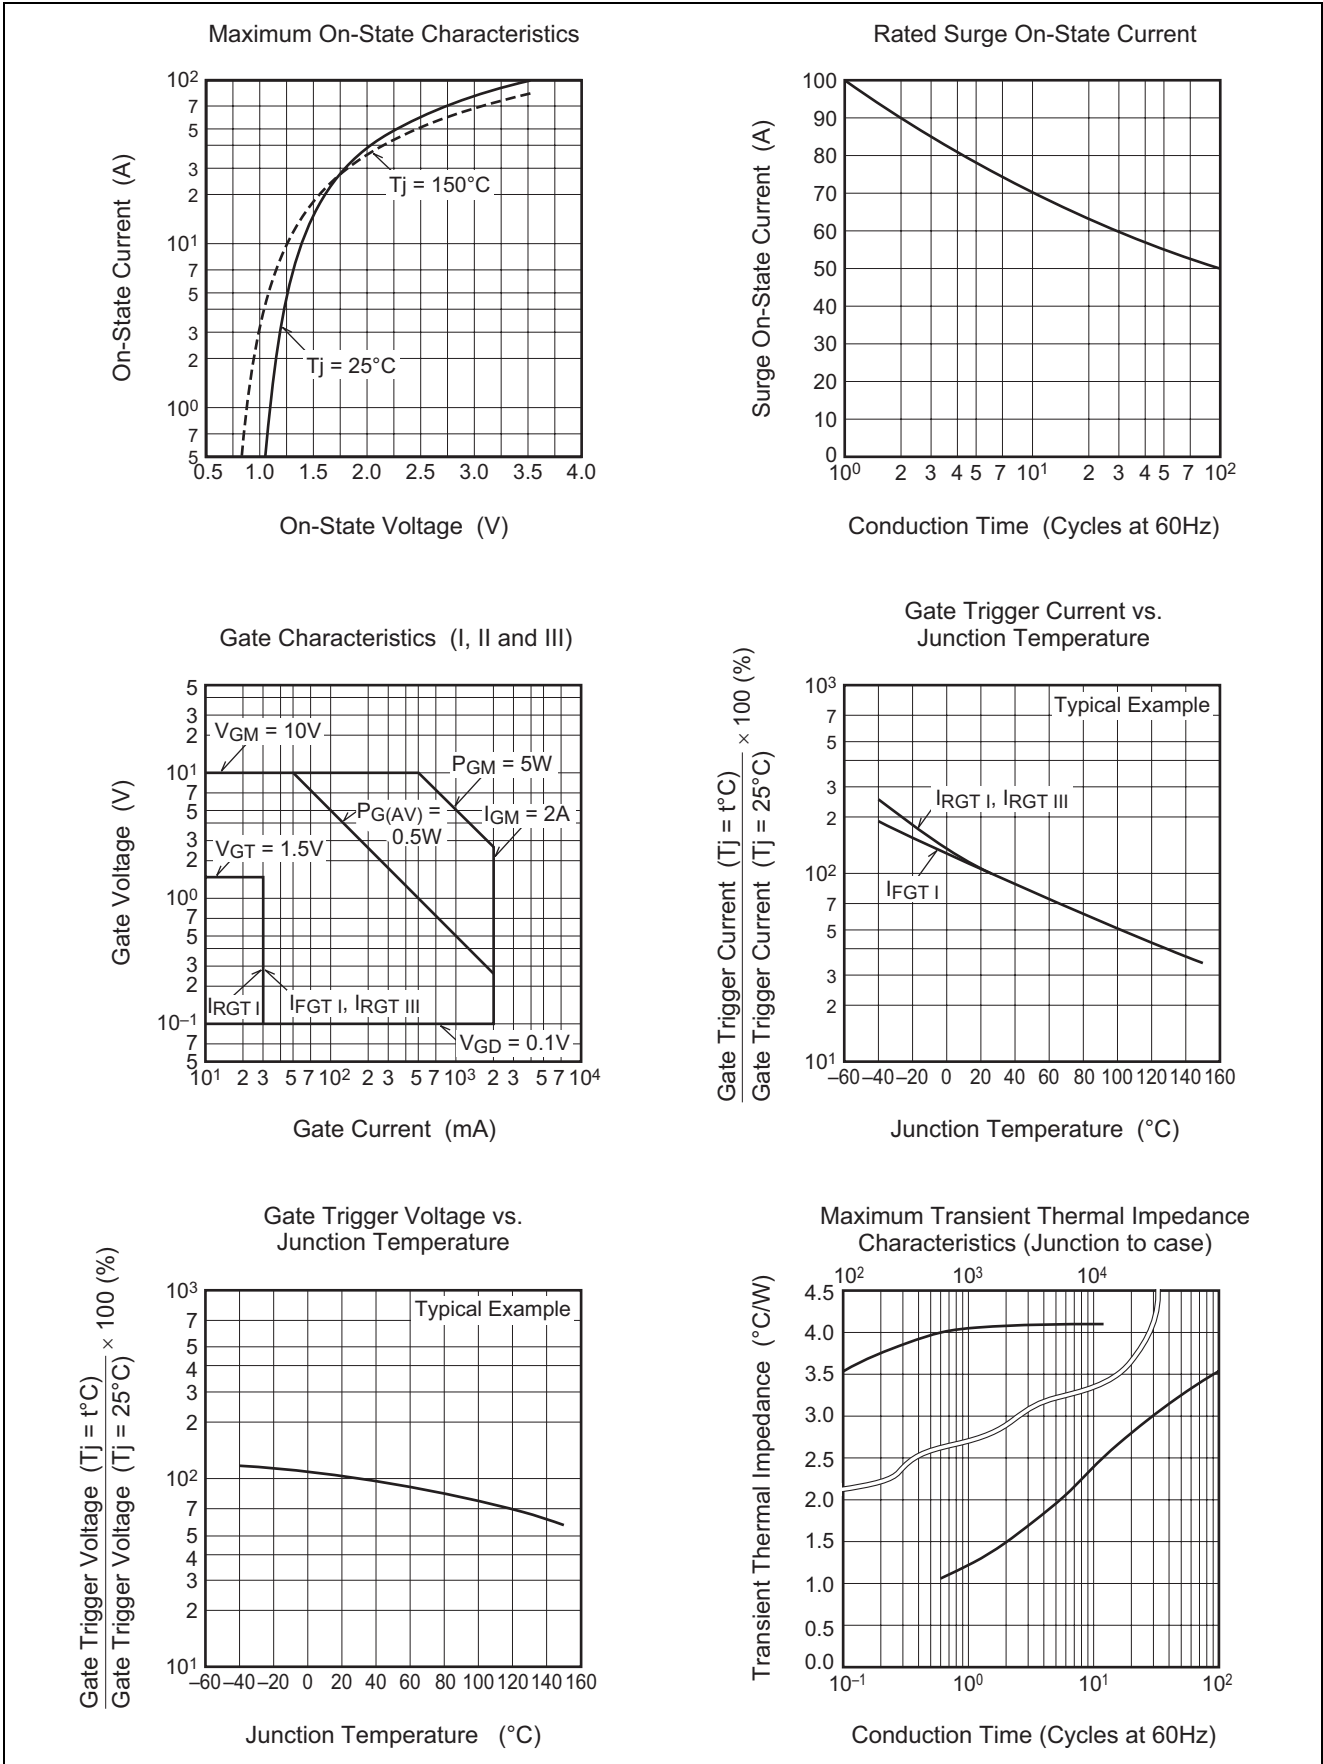 Maximum On-State Characteristics
On-State Current (A)
10²
7
5
3
2
10¹
7
5
3
2
10⁰
7
5
Tj = 150°C
Tj = 25°C
0.5 1.0 1.5 2.0 2.5 3.0 3.5 4.0
On-State Voltage (V)
Rated Surge On-State Current
Surge On-State Current (A)
100
90
80
70
60
50
40
30
20
10
0
10⁰ 2 3 4 5 7 10¹ 2 3 4 5 7 10²
Conduction Time (Cycles at 60Hz)
Gate Characteristics (I, II and III)
Gate Voltage (V)
5
3
2
10¹
7
5
3
2
10⁰
7
5
3
2
10⁻¹
7
5
VGM = 10V
PGM = 5W
PG(AV) =
0.5W
IGM = 2A
VGT = 1.5V
IRGT I
IFGT I, IRGT III
VGD = 0.1V
10¹ 2 3 5 7 10² 2 3 5 7 10³ 2 3 5 7 10⁴
Gate Current (mA)
Gate Trigger Current vs.
Junction Temperature
Gate Trigger Current (Tj = t°C)
Gate Trigger Current (Tj = 25°C)
× 100 (%)
10³
7
5
3
2
10²
7
5
3
2
10¹
Typical Example
IRGT I, IRGT III
IFGT I
–60 –40 –20 0 20 40 60 80 100 120 140 160
Junction Temperature (°C)
Gate Trigger Voltage vs.
Junction Temperature
Gate Trigger Voltage (Tj = t°C)
Gate Trigger Voltage (Tj = 25°C)
× 100 (%)
10³
7
5
4
3
2
10²
7
5
4
3
2
10¹
Typical Example
–60 –40 –20 0 20 40 60 80 100 120 140 160
Junction Temperature (°C)
Maximum Transient Thermal Impedance
Characteristics (Junction to case)
Transient Thermal Impedance (°C/W)
10² 10³ 10⁴
4.5
4.0
3.5
3.0
2.5
2.0
1.5
1.0
0.5
0.0
10⁻¹ 10⁰ 10¹ 10²
Conduction Time (Cycles at 60Hz)